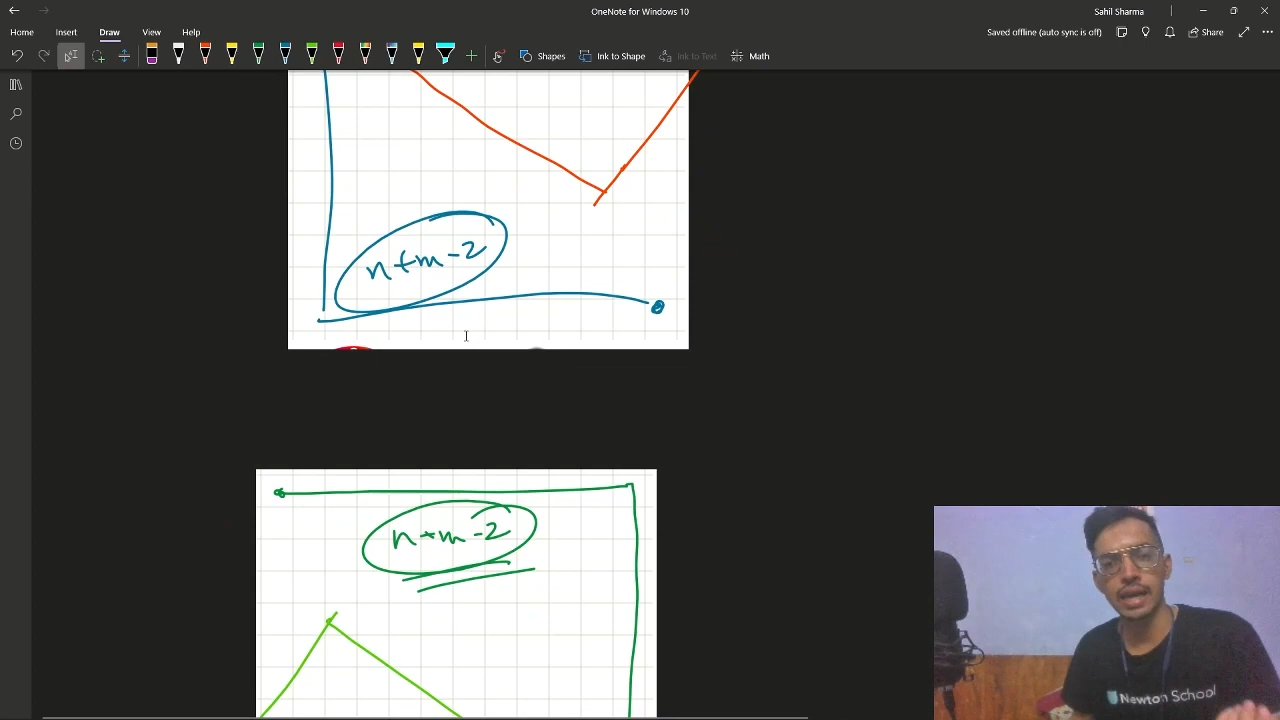 OneNote for Windows 10
Sahil Sharma
Home Insert Draw View Help
Saved offline (auto sync is off)
Share
Shapes
Ink to Shape
Ink to Text
Math
n+m-2
n+m-2
Newton School